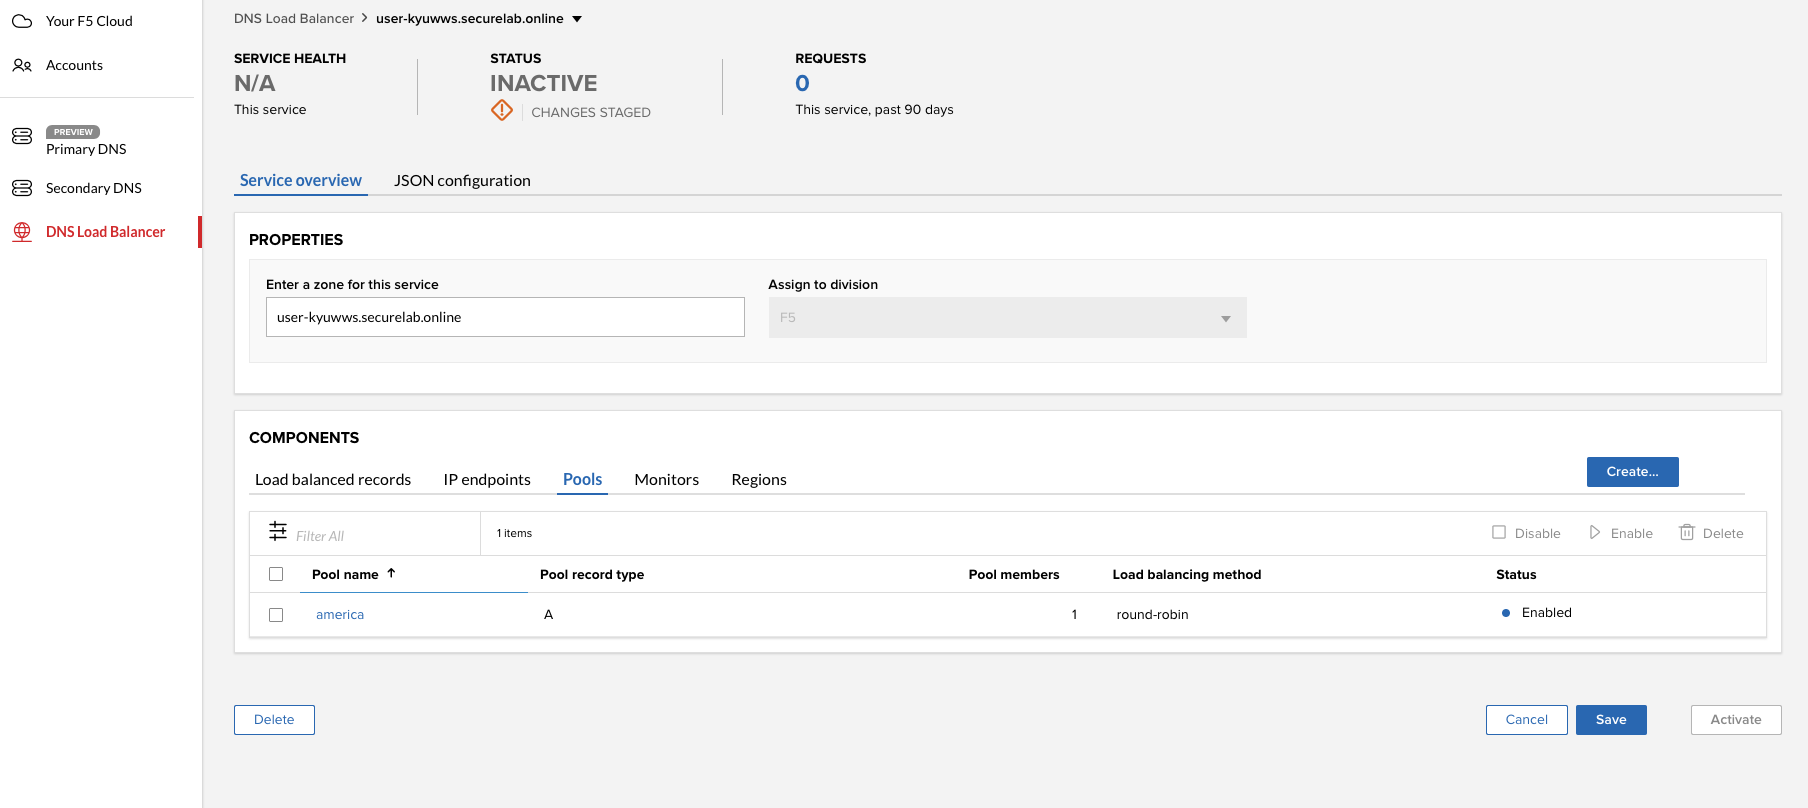 Your F5 Cloud
Accounts
PREVIEW
Primary DNS
Secondary DNS
DNS Load Balancer
DNS Load Balancer > user-kyuwws.securelab.online
SERVICE HEALTH
N/A
This service
STATUS
INACTIVE
CHANGES STAGED
REQUESTS
0
This service, past 90 days
Service overview JSON configuration
PROPERTIES
Enter a zone for this service
user-kyuwws.securelab.online
Assign to division
F5
COMPONENTS
Load balanced records IP endpoints Pools Monitors Regions Create...
Filter All 1 items Disable Enable Delete
Pool name ↑ Pool record type Pool members Load balancing method Status
america A 1 round-robin Enabled
Delete Cancel Save Activate